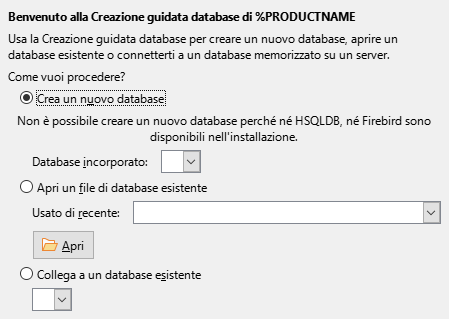 Benvenuto alla Creazione guidata database di %PRODUCTNAME
Usa la Creazione guidata database per creare un nuovo database, aprire un
database esistente o connetterti a un database memorizzato su un server.
Come vuoi procedere?
Crea un nuovo database
Non è possibile creare un nuovo database perché né HSQLDB, né Firebird sono
disponibili nell'installazione.
Database incorporato:
Apri un file di database esistente
Usato di recente:
Apri
Collega a un database esistente